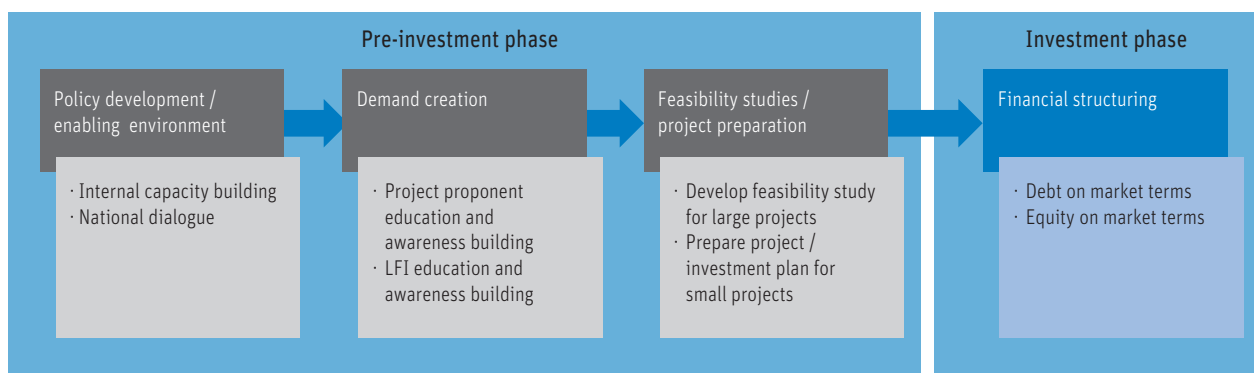 Pre-investment phase
Investment phase
Policy development /
enabling environment
Demand creation
Feasibility studies /
project preparation
Financial structuring
· Internal capacity building
· National dialogue
· Project proponent
education and
awareness building
· LFI education and
awareness building
· Develop feasibility study
for large projects
· Prepare project /
investment plan for
small projects
· Debt on market terms
· Equity on market terms